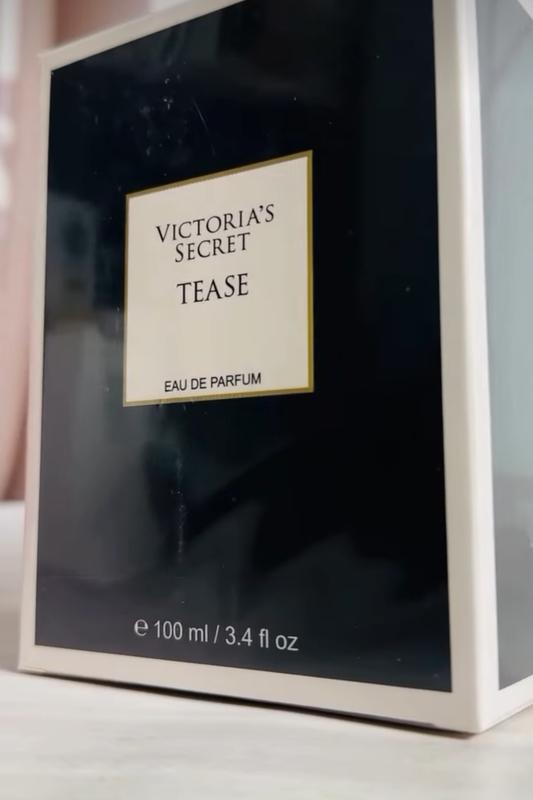 VICTORIA'S
SECRET
TEASE
EAU DE PARFUM
℮ 100 ml / 3.4 fl oz